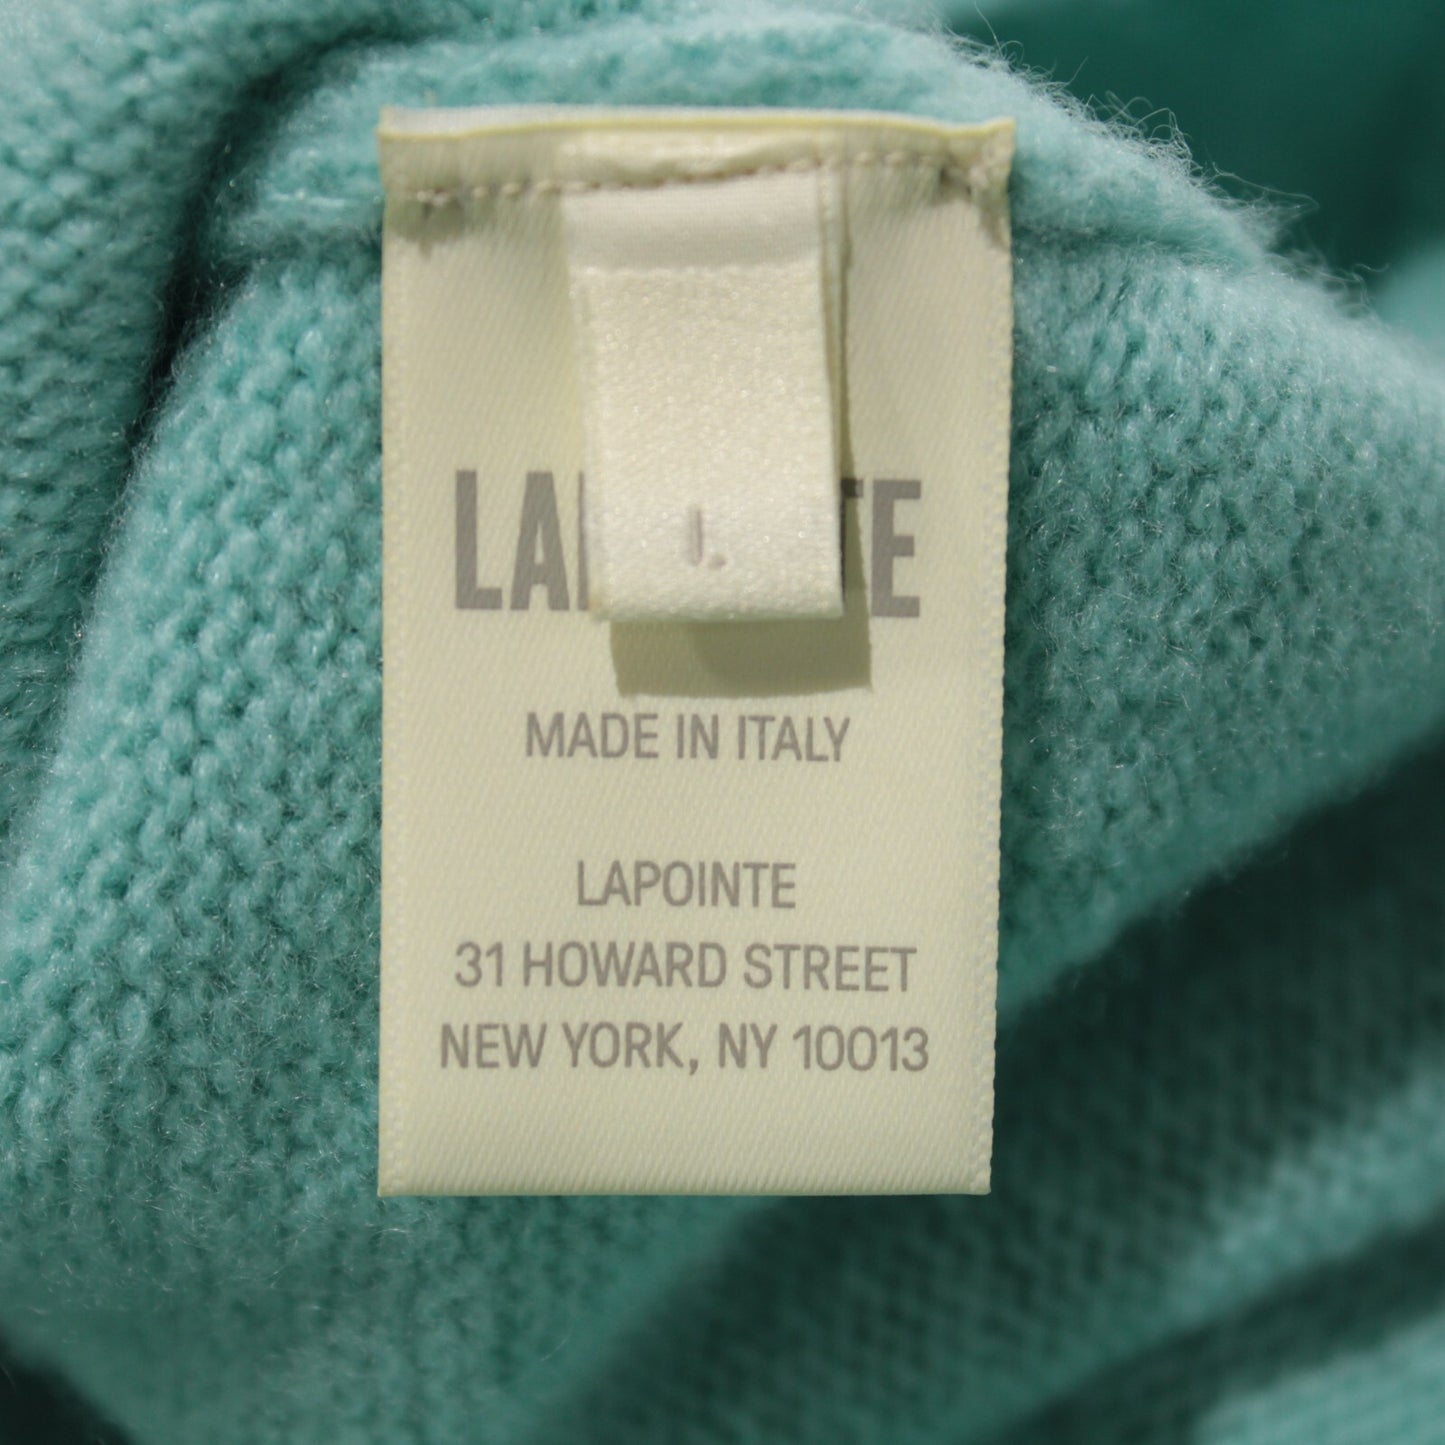 L
MADE IN ITALY
LAPOINTE
31 HOWARD STREET
NEW YORK, NY 10013